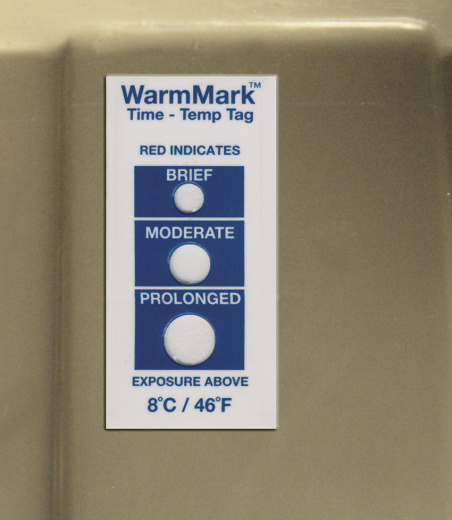 WarmMark™
Time - Temp Tag
RED INDICATES
BRIEF
MODERATE
PROLONGED
EXPOSURE ABOVE
8°C / 46°F